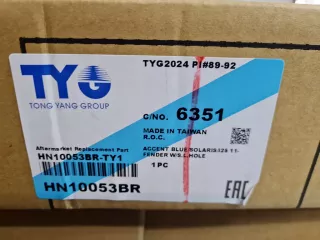 TYG
TONG YANG GROUP
TYG2024 PI#89-92
C/NO. 6351
MADE IN TAIWAN
R.O.C.
Aftermarket Replacement Part
HN10053BR-TY1
ACCENT BLUE/SOLARIS/I25 11-
FENDER W/S.L.HOLE
1PC
HN10053BR
EAC